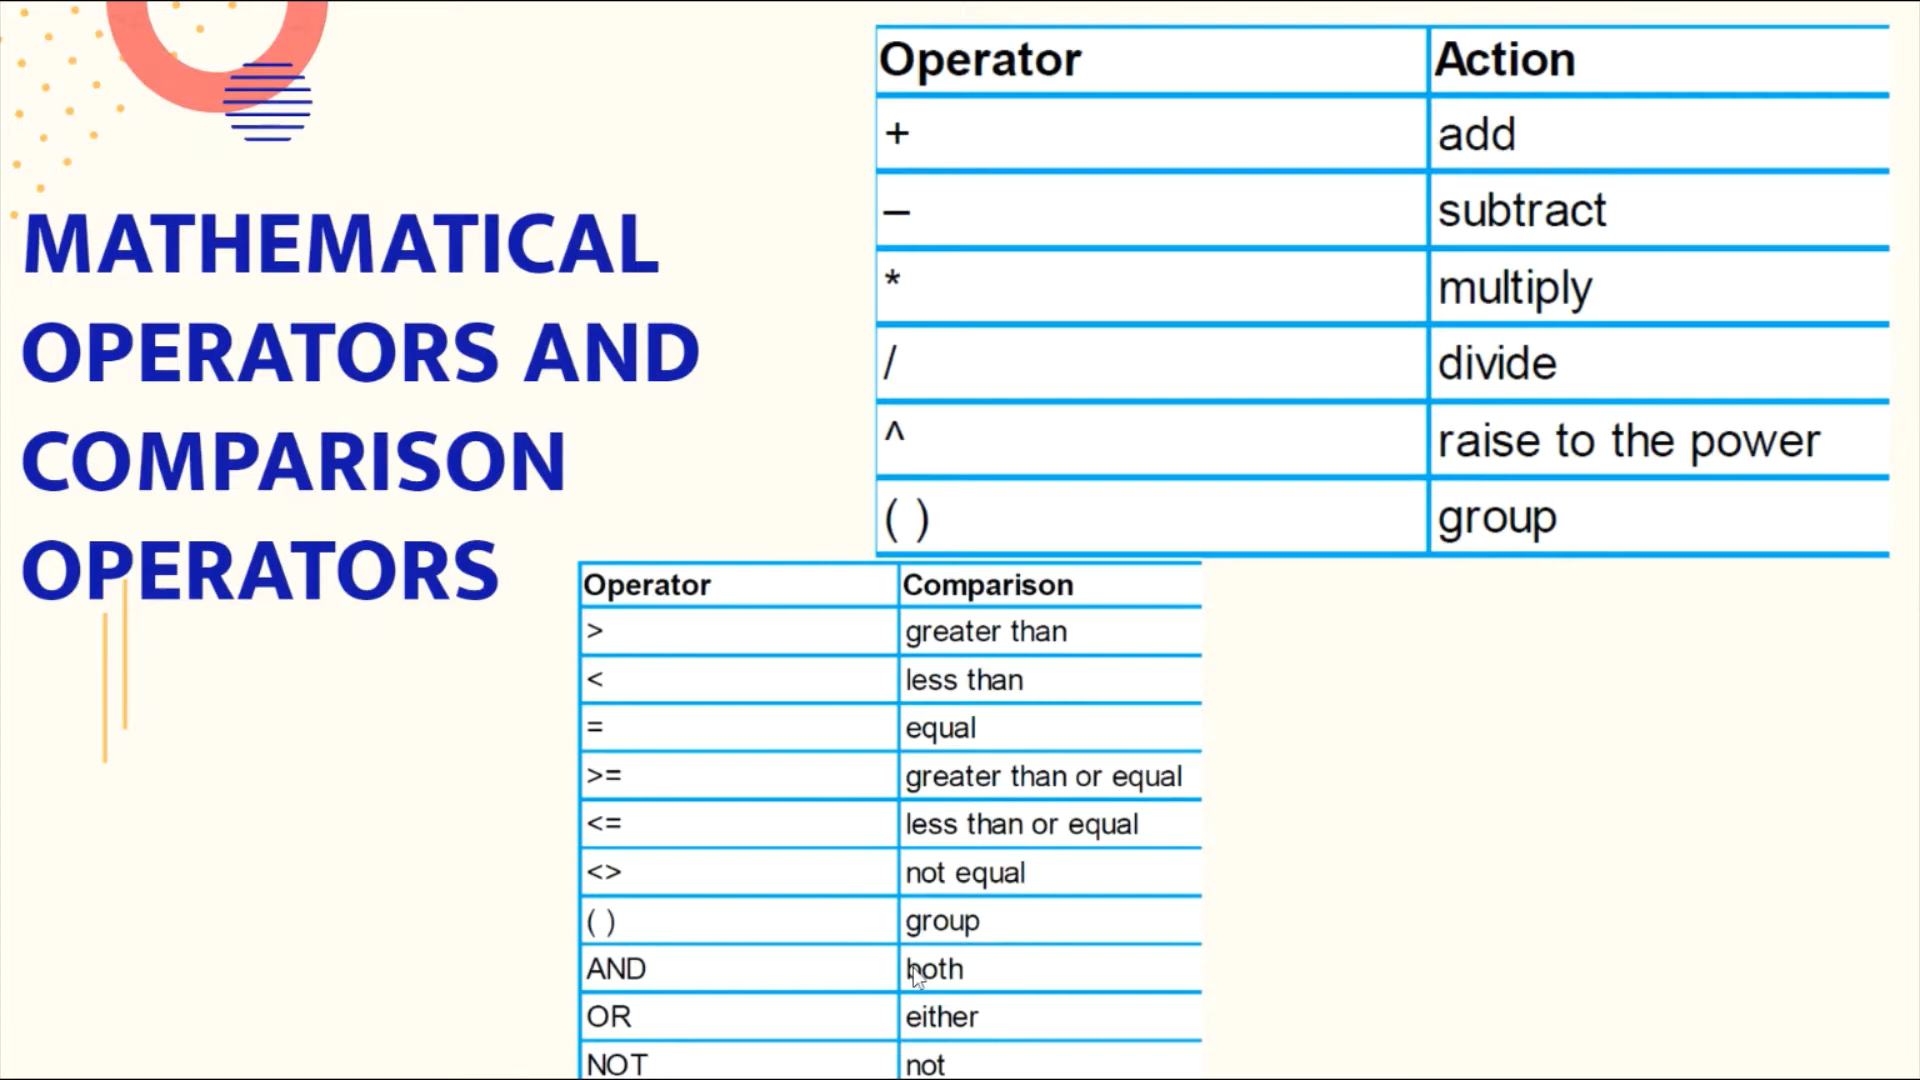 MATHEMATICAL
OPERATORS AND
COMPARISON
OPERATORS
Operator Action
+ add
– subtract
* multiply
/ divide
^ raise to the power
( ) group
Operator Comparison
> greater than
< less than
= equal
>= greater than or equal
<= less than or equal
<> not equal
( ) group
AND both
OR either
NOT not